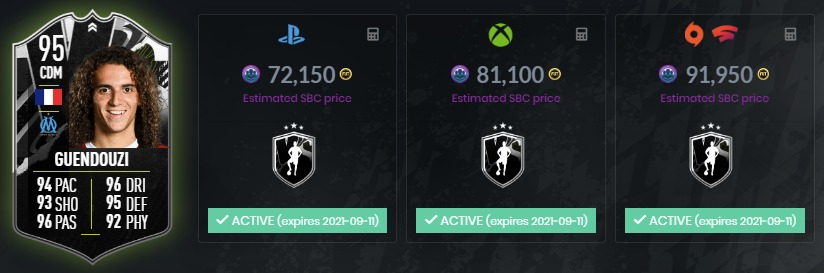 95
CDM
GUENDOUZI
94 PAC 96 DRI
93 SHO 95 DEF
96 PAS 92 PHY
72,150
Estimated SBC price
ACTIVE (expires 2021-09-11)
81,100
Estimated SBC price
ACTIVE (expires 2021-09-11)
91,950
Estimated SBC price
ACTIVE (expires 2021-09-11)